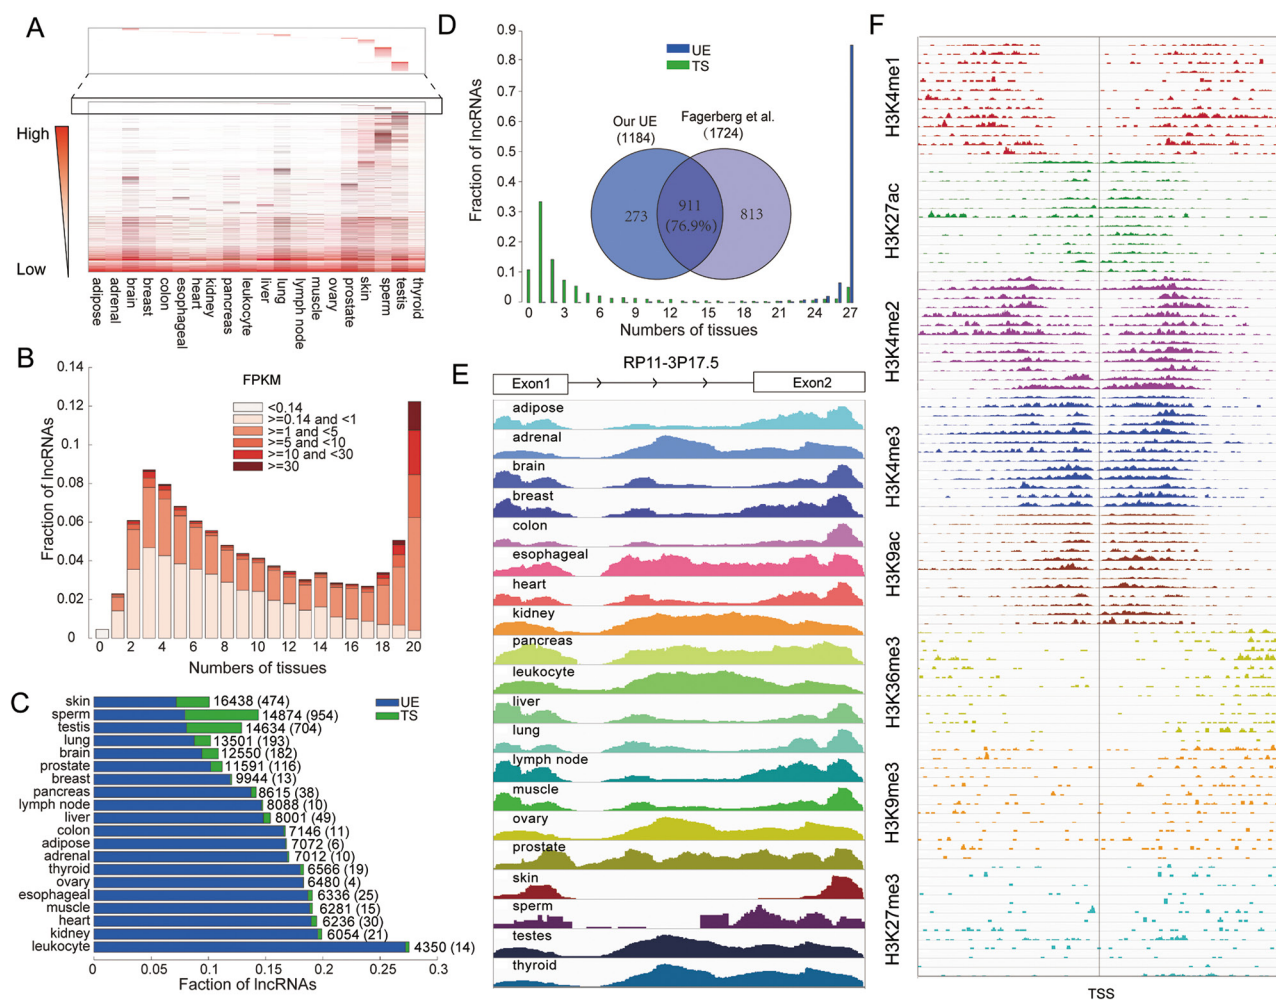 A
High
Low
adipose
adrenal
brain
breast
colon
esophageal
heart
kidney
pancreas
leukocyte
liver
lung
lymph node
muscle
ovary
prostate
skin
sperm
testis
thyroid
B
Fraction of lncRNAs
0.14
0.12
0.1
0.08
0.06
0.04
0.02
0
FPKM
<0.14
>=0.14 and <1
>=1 and <5
>=5 and <10
>=10 and <30
>=30
0 2 4 6 8 10 12 14 16 18 20
Numbers of tissues
C
UE
TS
skin 16438 (474)
sperm 14874 (954)
testis 14634 (704)
lung 13501 (193)
brain 12550 (182)
prostate 11591 (116)
breast 9944 (13)
pancreas 8615 (38)
lymph node 8088 (10)
liver 8001 (49)
colon 7146 (11)
adipose 7072 (6)
adrenal 7012 (10)
thyroid 6566 (19)
ovary 6480 (4)
esophageal 6336 (25)
muscle 6281 (15)
heart 6236 (30)
kidney 6054 (21)
leukocyte 4350 (14)
0 0.05 0.1 0.15 0.2 0.25 0.3
Faction of lncRNAs
D
Fraction of lncRNAs
0.9
0.8
0.7
0.6
0.5
0.4
0.3
0.2
0.1
0
UE
TS
Our UE
(1184)
Fagerberg et al.
(1724)
273
911
(76.9%)
813
0 3 6 9 12 15 18 21 24 27
Numbers of tissues
E
RP11-3P17.5
Exon1 Exon2
adipose
adrenal
brain
breast
colon
esophageal
heart
kidney
pancreas
leukocyte
liver
lung
lymph node
muscle
ovary
prostate
skin
sperm
testes
thyroid
F
H3K4me1
H3K27ac
H3K4me2
H3K4me3
H3K9ac
H3K36me3
H3K9me3
H3K27me3
TSS